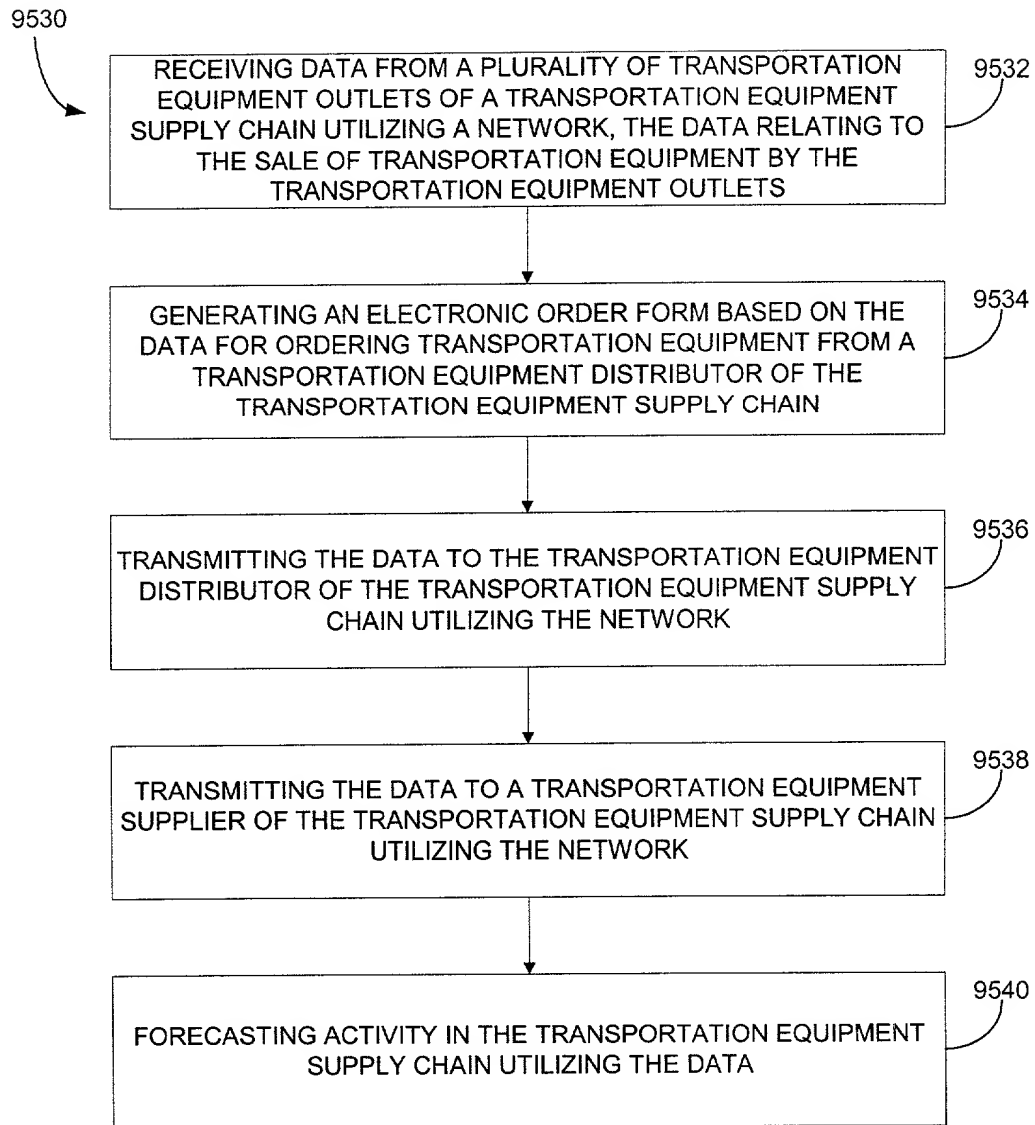 9530
RECEIVING DATA FROM A PLURALITY OF TRANSPORTATION
EQUIPMENT OUTLETS OF A TRANSPORTATION EQUIPMENT
SUPPLY CHAIN UTILIZING A NETWORK, THE DATA RELATING TO
THE SALE OF TRANSPORTATION EQUIPMENT BY THE
TRANSPORTATION EQUIPMENT OUTLETS
9532
GENERATING AN ELECTRONIC ORDER FORM BASED ON THE
DATA FOR ORDERING TRANSPORTATION EQUIPMENT FROM A
TRANSPORTATION EQUIPMENT DISTRIBUTOR OF THE
TRANSPORTATION EQUIPMENT SUPPLY CHAIN
9534
TRANSMITTING THE DATA TO THE TRANSPORTATION EQUIPMENT
DISTRIBUTOR OF THE TRANSPORTATION EQUIPMENT SUPPLY
CHAIN UTILIZING THE NETWORK
9536
TRANSMITTING THE DATA TO A TRANSPORTATION EQUIPMENT
SUPPLIER OF THE TRANSPORTATION EQUIPMENT SUPPLY CHAIN
UTILIZING THE NETWORK
9538
FORECASTING ACTIVITY IN THE TRANSPORTATION EQUIPMENT
SUPPLY CHAIN UTILIZING THE DATA
9540